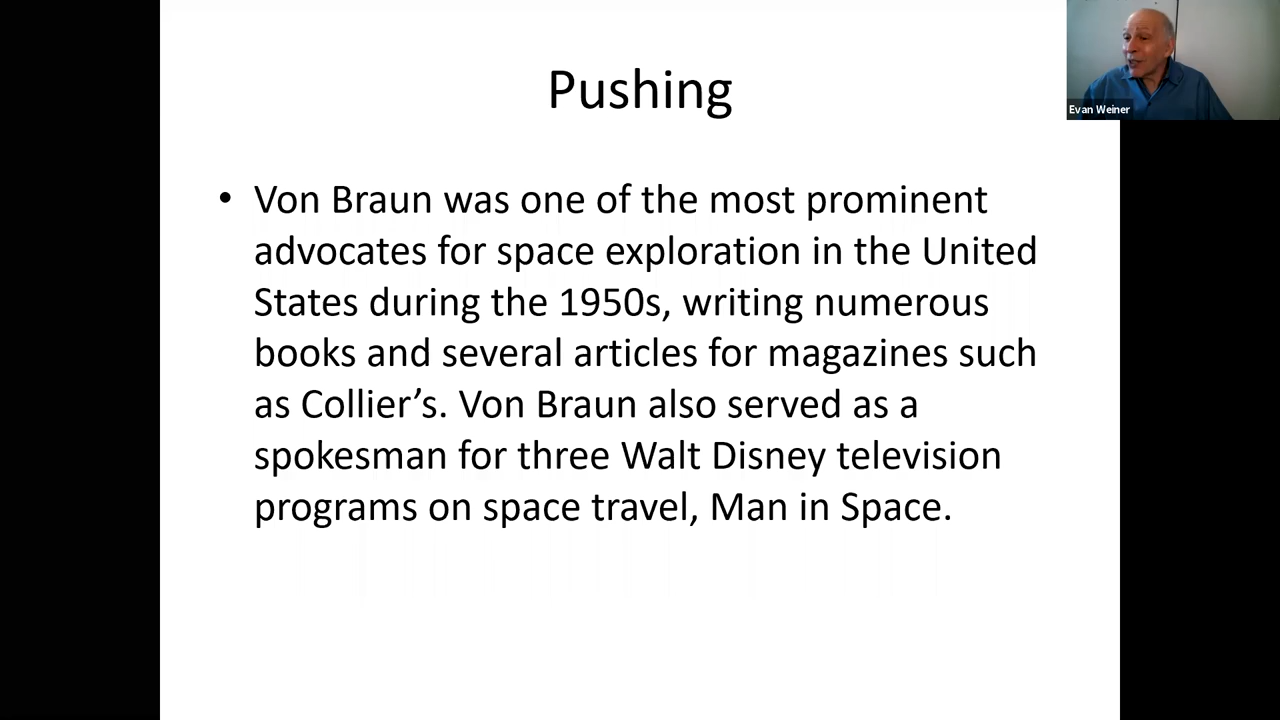 Pushing
Evan Weiner
• Von Braun was one of the most prominent
advocates for space exploration in the United
States during the 1950s, writing numerous
books and several articles for magazines such
as Collier’s. Von Braun also served as a
spokesman for three Walt Disney television
programs on space travel, Man in Space.